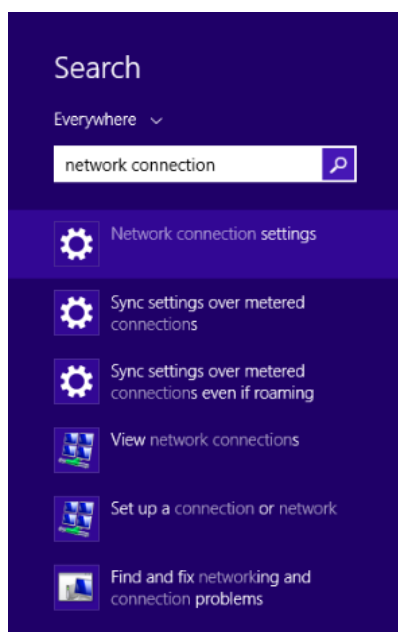 Search
Everywhere
network connection
Network connection settings
Sync settings over metered
connections
Sync settings over metered
connections even if roaming
View network connections
Set up a connection or network
Find and fix networking and
connection problems